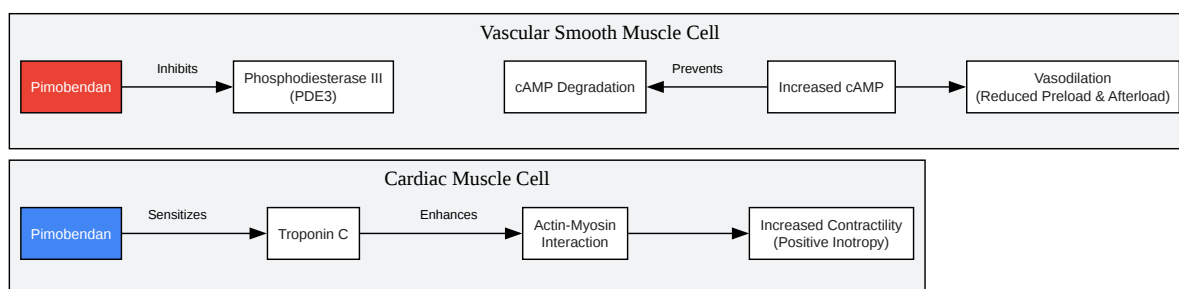 Vascular Smooth Muscle Cell
Pimobendan
Inhibits
Phosphodiesterase III
(PDE3)
cAMP Degradation
Prevents
Increased cAMP
Vasodilation
(Reduced Preload & Afterload)
Cardiac Muscle Cell
Pimobendan
Sensitizes
Troponin C
Enhances
Actin-Myosin
Interaction
Increased Contractility
(Positive Inotropy)